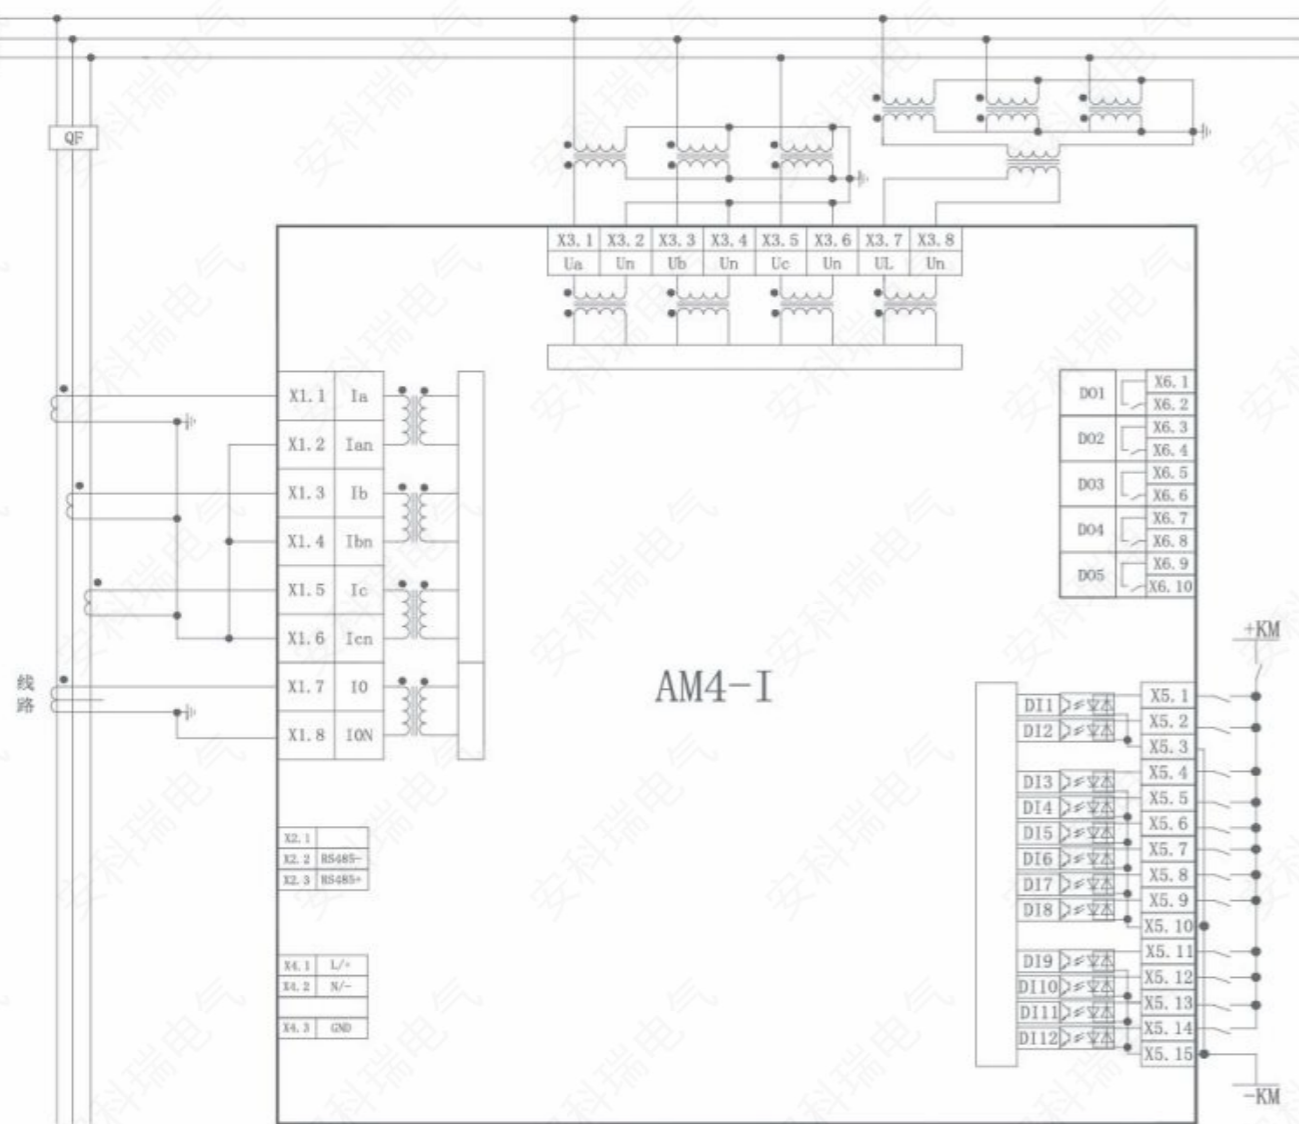 QF
X3.1 X3.2 X3.3 X3.4 X3.5 X3.6 X3.7 X3.8
Ua Un Ub Un Uc Un UL Un
X1.1 Ia
X1.2 Ian
X1.3 Ib
X1.4 Ibn
X1.5 Ic
X1.6 Icn
X1.7 I0
X1.8 I0N
线
路
X2.1
X2.2 RS485-
X2.3 RS485+
X4.1 L/+
X4.2 N/-
X4.3 GND
AM4-I
DO1 X6.1
X6.2
DO2 X6.3
X6.4
DO3 X6.5
X6.6
DO4 X6.7
X6.8
DO5 X6.9
X6.10
+KM
DI1 X5.1
DI2 X5.2
X5.3
DI3 X5.4
DI4 X5.5
DI5 X5.6
DI6 X5.7
DI7 X5.8
DI8 X5.9
X5.10
DI9 X5.11
DI10 X5.12
DI11 X5.13
DI12 X5.14
X5.15
-KM
安科瑞电气